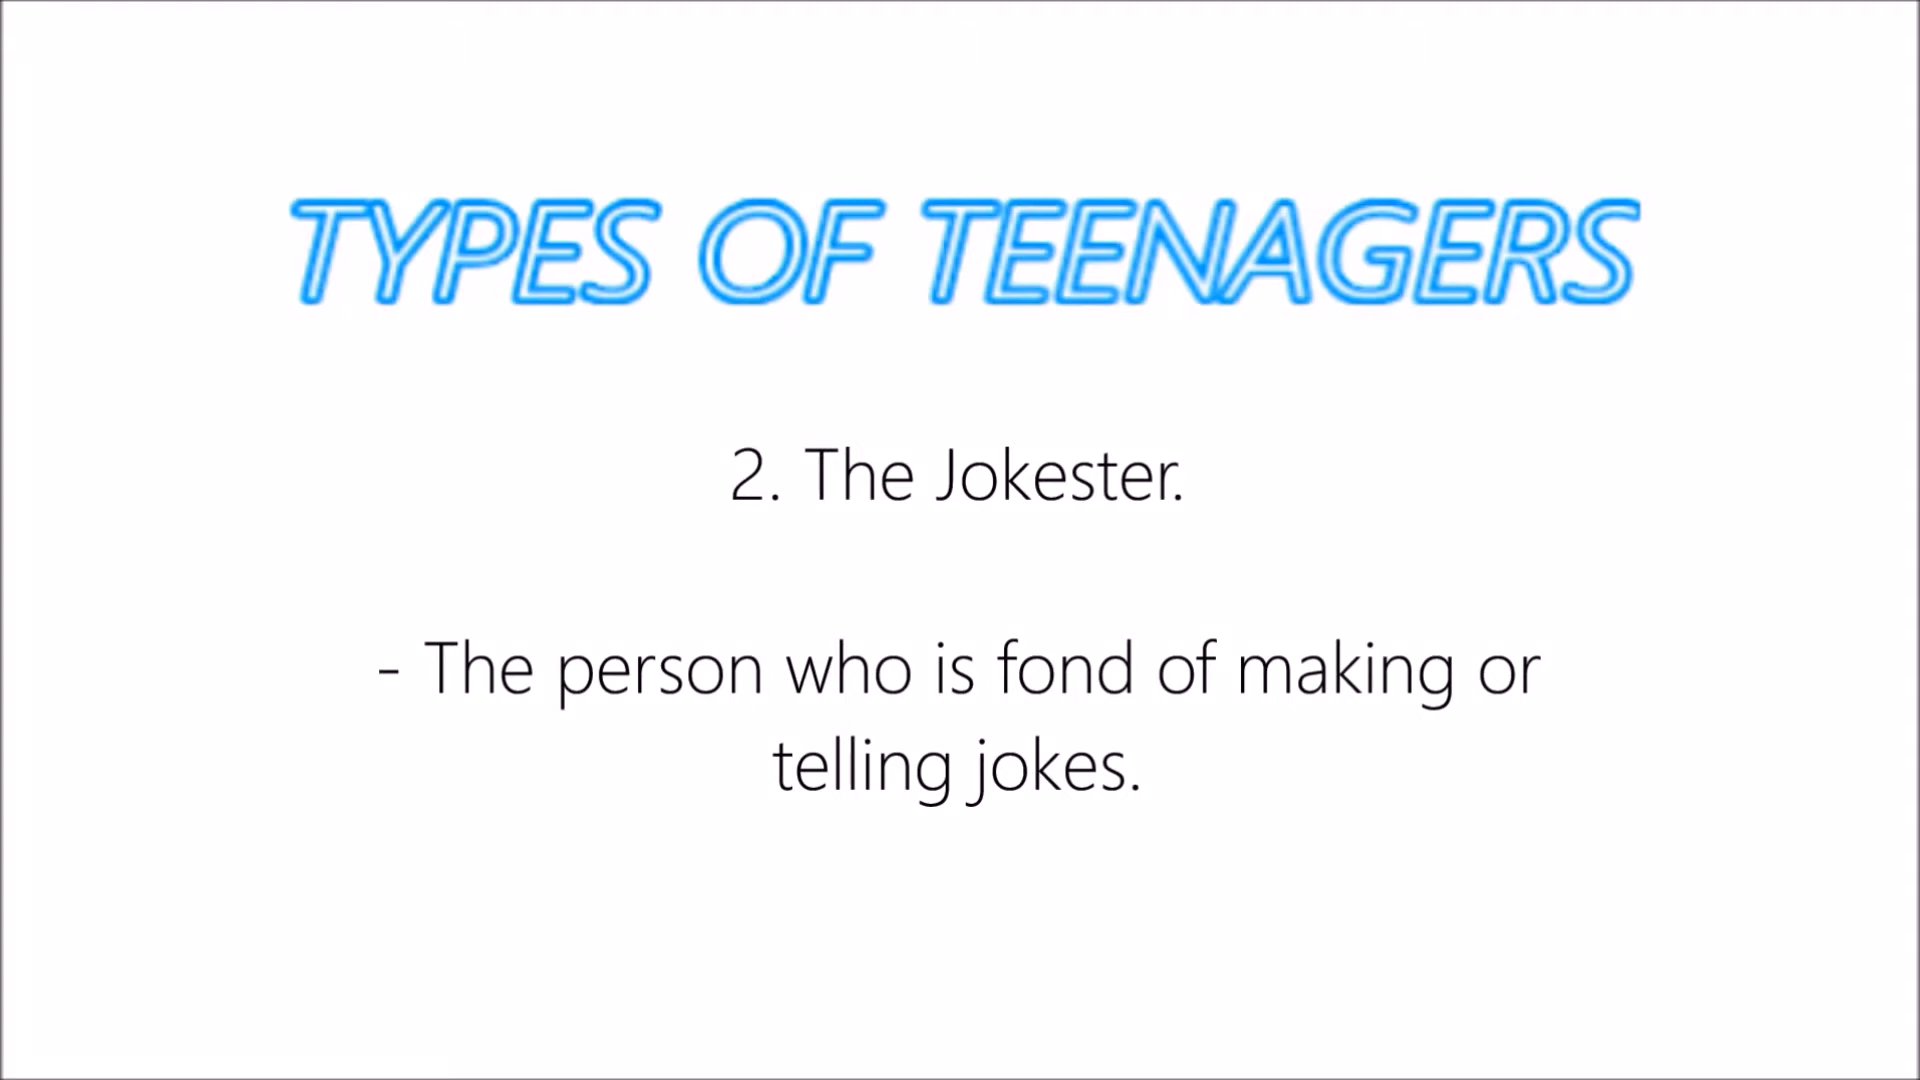 TYPES OF TEENAGERS
2. The Jokester.
- The person who is fond of making or
telling jokes.